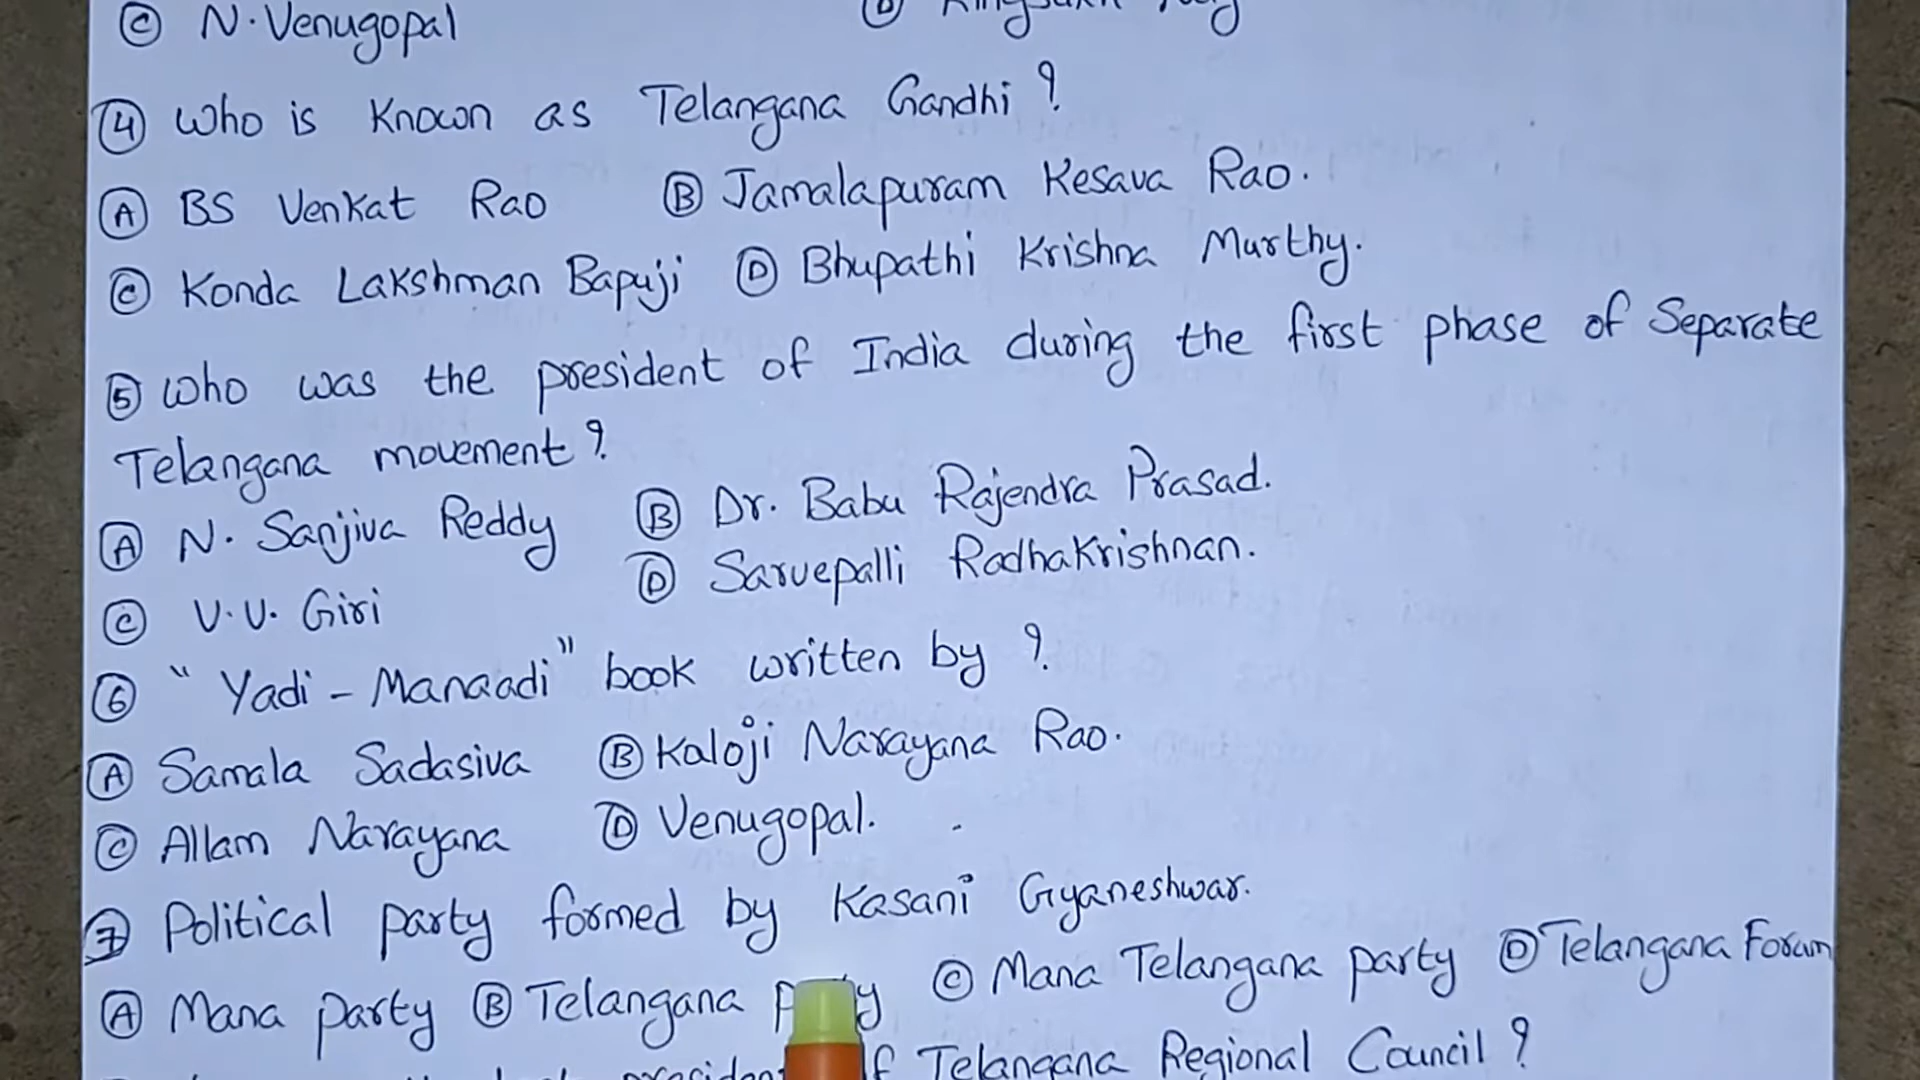 Ⓒ N. Venugopal Ⓓ
④ Who is Known as Telangana Gandhi ?
Ⓐ BS Venkat Rao Ⓑ Jamalapuram Kesava Rao.
Ⓒ Konda Lakshman Bapuji Ⓓ Bhupathi Krishna Murthy.
⑤ Who was the president of India during the first phase of Separate
Telangana movement ?
Ⓐ N. Sanjiva Reddy Ⓑ Dr. Babu Rajendra Prasad.
Ⓒ V.V. Giri Ⓓ Sarvepalli Radhakrishnan.
⑥ "Yadi - Manaadi" book written by ?
Ⓐ Samala Sadasiva Ⓑ Kaloji Narayana Rao.
Ⓒ Allam Narayana Ⓓ Venugopal.
⑦ Political party formed by Kasani Gyaneshwar.
Ⓐ Mana party Ⓑ Telangana party Ⓒ Mana Telangana party Ⓓ Telangana Forum
Telangana Regional Council ?